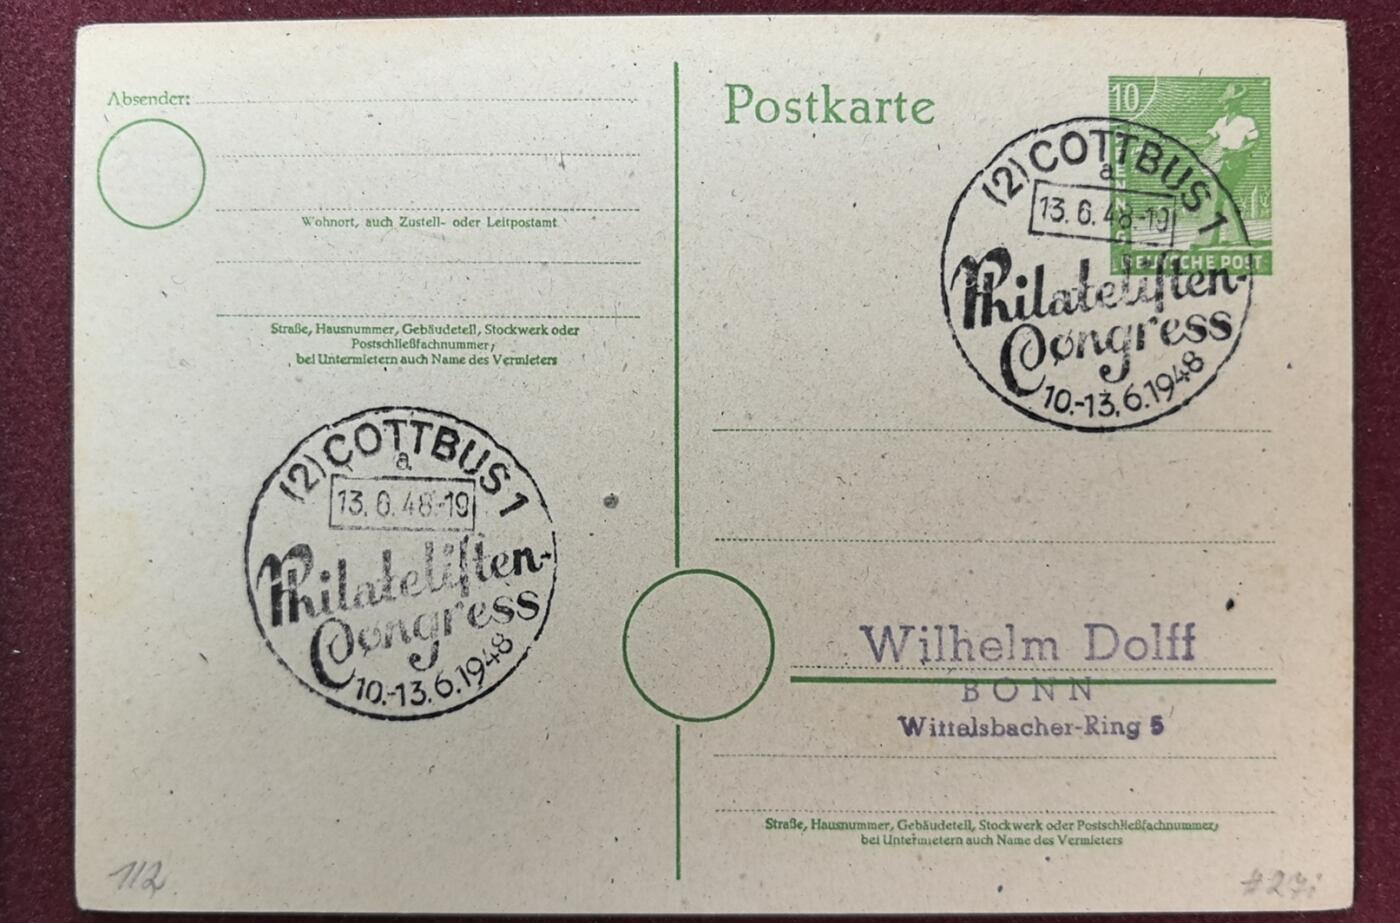 Absender:
Wohnort, auch Zustell- oder Leitpostamt
Straße, Hausnummer, Gebäudeteil, Stockwerk oder
Postschließfachnummer;
bei Untermietern auch Name des Vermieters
(2) COTTBUS 1
a
13.6.48.-19
Philatelisten-
Congress
10.-13.6.1948
112
Postkarte
10
PFENNIG
DEUTSCHE POST
(2) COTTBUS 1
a
13.6.48.-19
Philatelisten-
Congress
10.-13.6.1948
Wilhelm Dolff
BONN
Wittelsbacher-Ring 5
Straße, Hausnummer, Gebäudeteil, Stockwerk oder Postschließfachnummer;
bei Untermietern auch Name des Vermieters